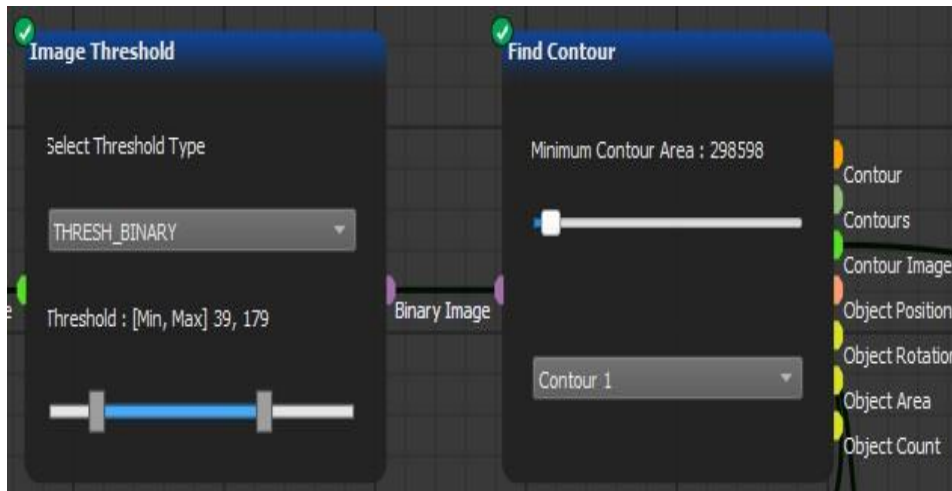 Image Threshold
Select Threshold Type
THRESH_BINARY
Threshold : [Min, Max] 39, 179
Binary Image
Find Contour
Minimum Contour Area : 298598
Contour 1
Contour
Contours
Contour Image
Object Position
Object Rotation
Object Area
Object Count